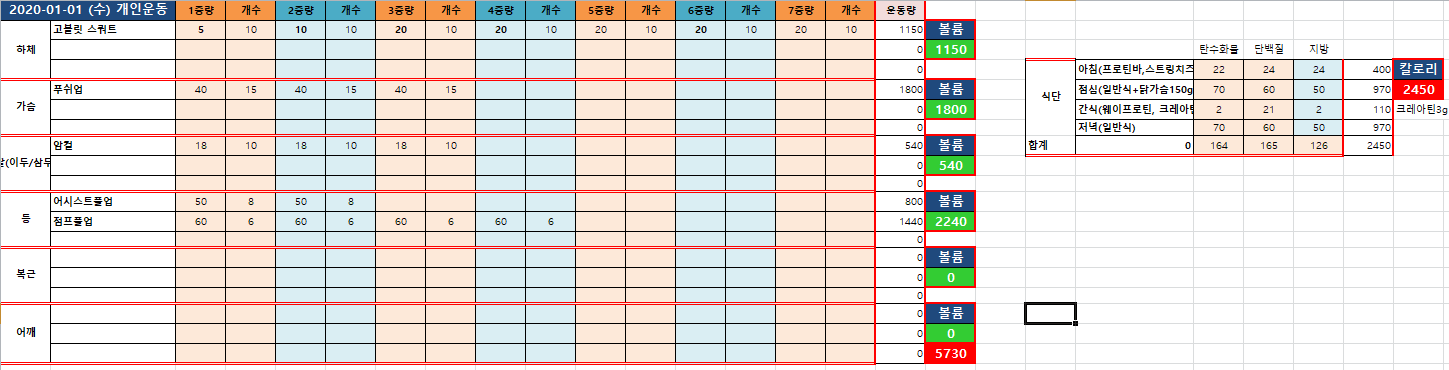 2020-01-01 (수) 개인운동 1중량 개수 2중량 개수 3중량 개수 4중량 개수 5중량 개수 6중량 개수 7중량 개수 운동량
하체 고블릿 스쿼트 5 10 10 10 20 10 20 10 20 10 20 10 20 10 1150 볼륨
0 1150
0
가슴 푸쉬업 40 15 40 15 40 15 1800 볼륨
0 1800
0
암컬 18 10 18 10 18 10 540 볼륨
(이두/삼두 0 540
0
등 어시스트풀업 50 8 50 8 800 볼륨
점프풀업 60 6 60 6 60 6 60 6 1440 2240
0
복근 0 볼륨
0 0
0
어깨 0 볼륨
0 0
0 5730
탄수화물 단백질 지방
식단 아침(프로틴바,스트링치즈 22 24 24 400 칼로리
점심(일반식+닭가슴150g 70 60 50 970 2450
간식(웨이프로틴, 크레아틴 2 21 2 110 크레아틴3g
저녁(일반식) 70 60 50 970
합계 0 164 165 126 2450